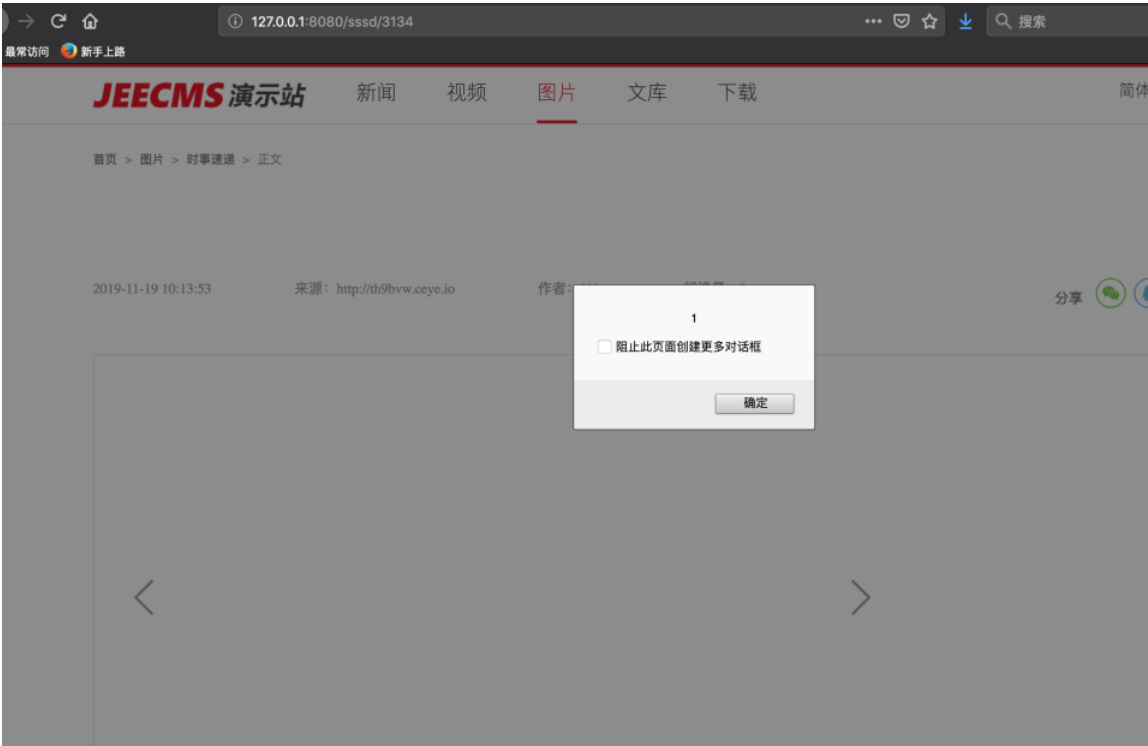 127.0.0.1:8080/sssd/3134
搜索
最常访问 新手上路
JEECMS 演示站 新闻 视频 图片 文库 下载 简体
首页 > 图片 > 时事速递 > 正文
2019-11-19 10:13:53 来源: http://th9bvw.ceye.io 作者: 分享
1
阻止此页面创建更多对话框
确定